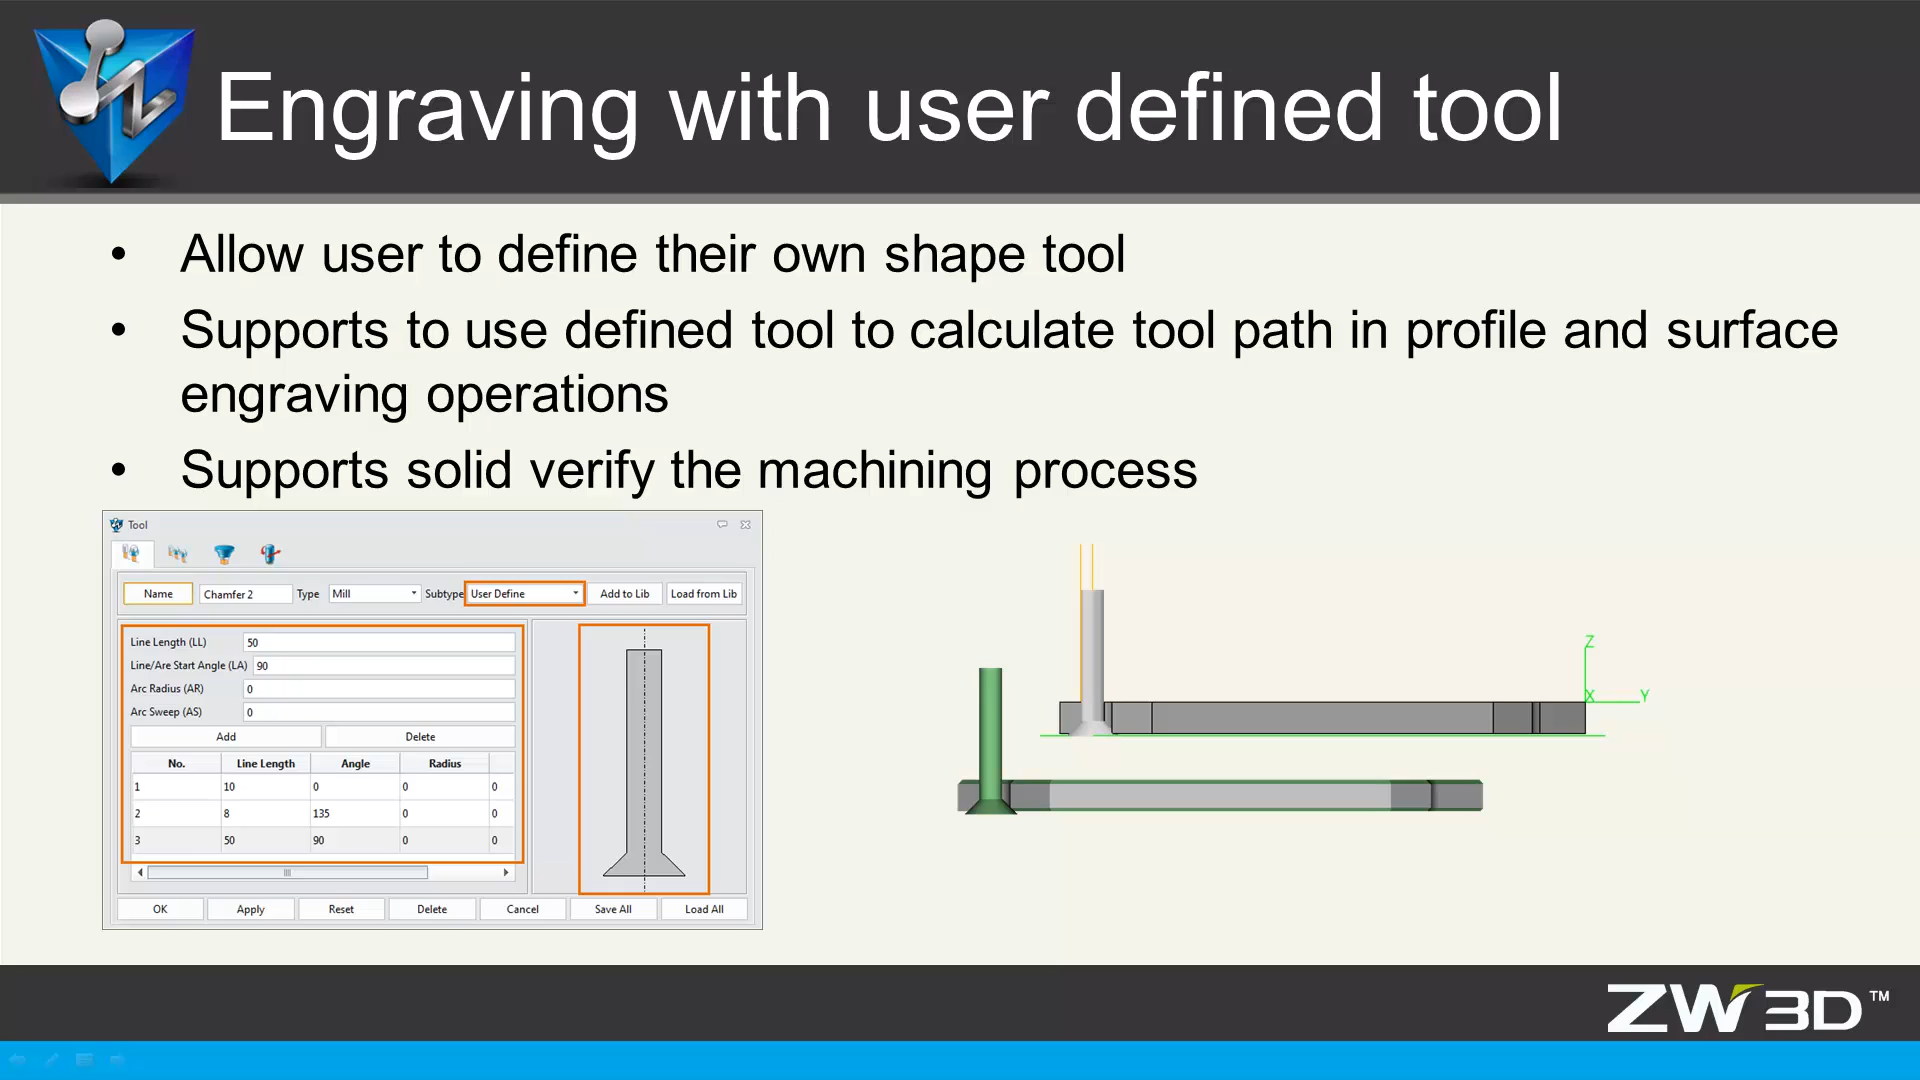 Engraving with user defined tool
• Allow user to define their own shape tool
• Supports to use defined tool to calculate tool path in profile and surface
engraving operations
• Supports solid verify the machining process
Tool
Name Chamfer 2 Type Mill Subtype User Define Add to Lib Load from Lib
Line Length (LL) 50
Line/Arc Start Angle (LA) 90
Arc Radius (AR) 0
Arc Sweep (AS) 0
Add Delete
No. Line Length Angle Radius
1 10 0 0 0
2 8 135 0 0
3 50 90 0 0
OK Apply Reset Delete Cancel Save All Load All
Z
X Y
ZW3D™